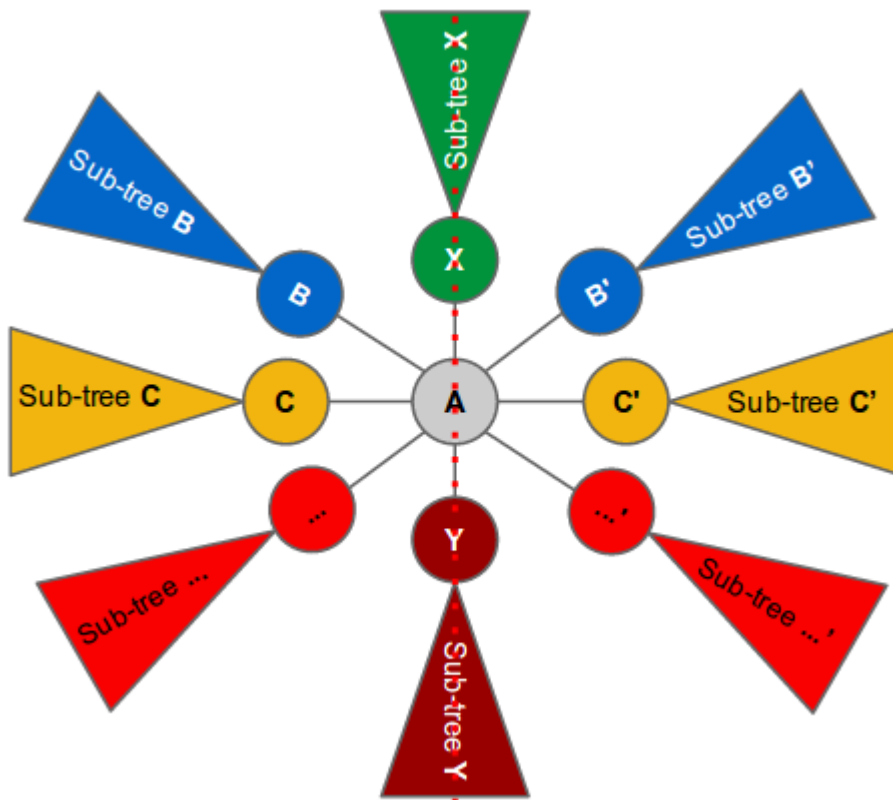 Sub-tree X
Sub-tree B
Sub-tree B'
X
B
B'
Sub-tree C
C
A
C'
Sub-tree C’
...
...’
Y
Sub-tree ...
Sub-tree ...’
Sub-tree Y